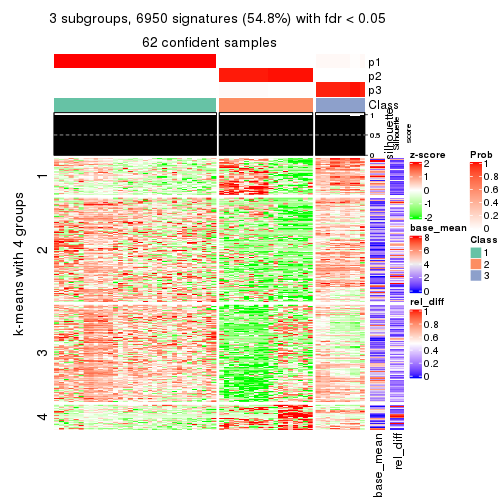 3 subgroups, 6950 signatures (54.8%) with fdr < 0.05
62 confident samples
p1
p2
p3
Class
1
0.5
0
silhouette
Silhouette
score
k-means with 4 groups
1
2
3
4
base_mean
rel_diff
z-score
2
1
0
-1
-2
base_mean
8
6
4
2
0
rel_diff
1
0.8
0.6
0.4
0.2
0
Prob
1
0.8
0.6
0.4
0.2
0
Class
1
2
3